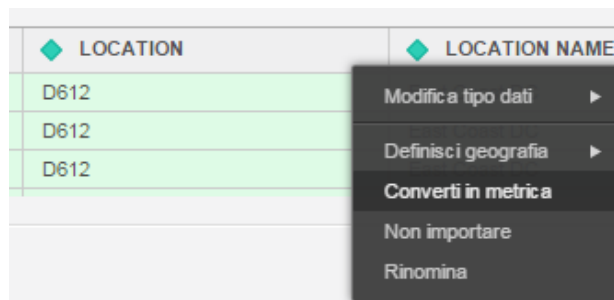 LOCATION LOCATION NAME
D612
D612
D612
Modifica tipo dati
Definisci geografia
Converti in metrica
Non importare
Rinomina